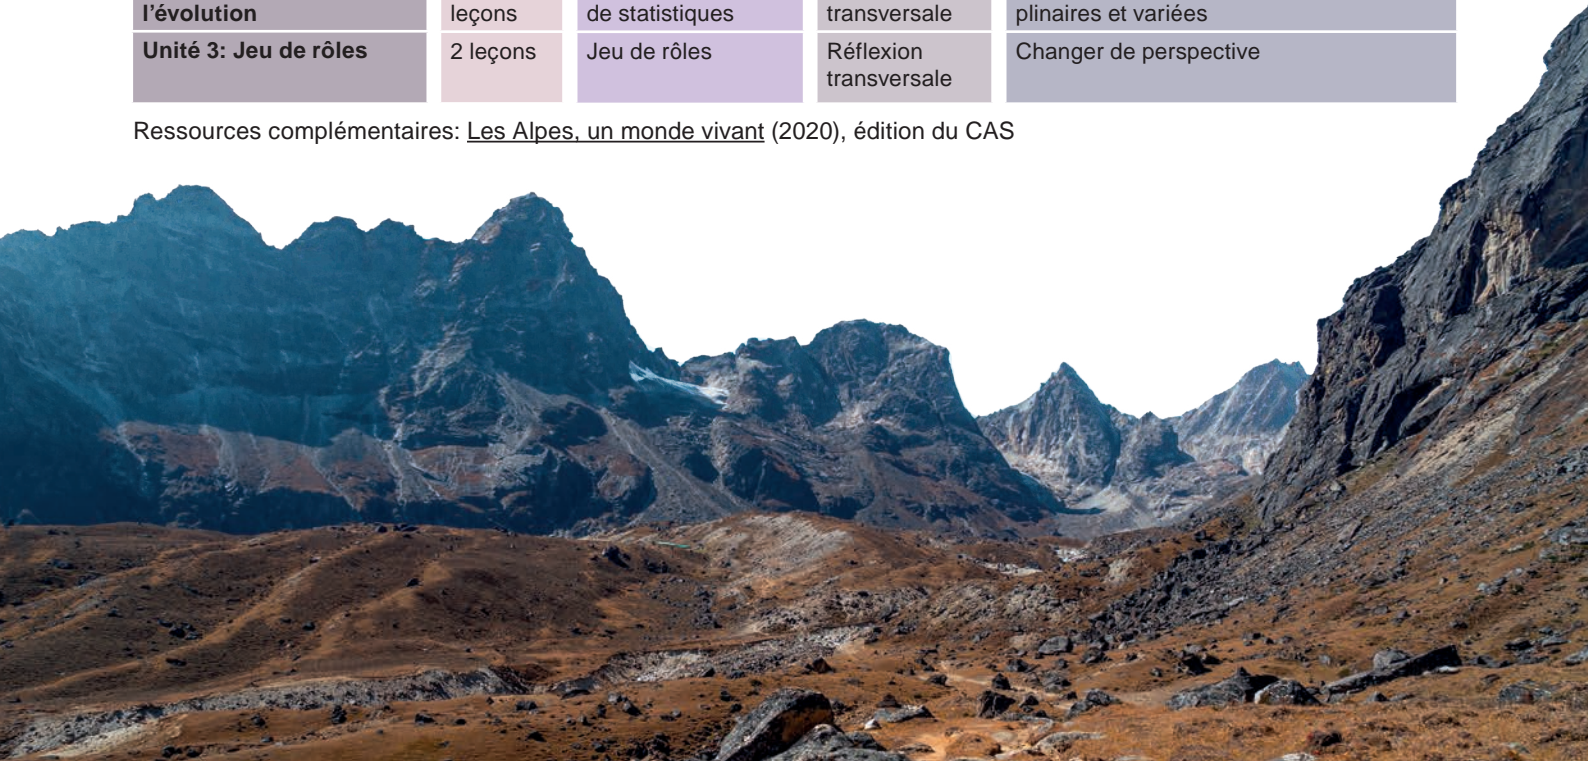 l'évolution leçons de statistiques transversale plinaires et variées
Unité 3: Jeu de rôles 2 leçons Jeu de rôles Réflexion Changer de perspective
transversale
Ressources complémentaires: Les Alpes, un monde vivant (2020), édition du CAS